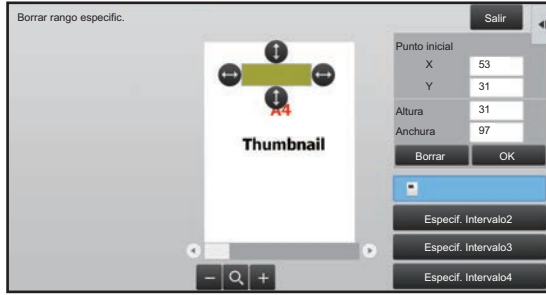 Borrar rango especific.
Salir
A4
Thumbnail
Punto inicial
X 53
Y 31
Altura 31
Anchura 97
Borrar OK
Especif. Intervalo2
Especif. Intervalo3
Especif. Intervalo4